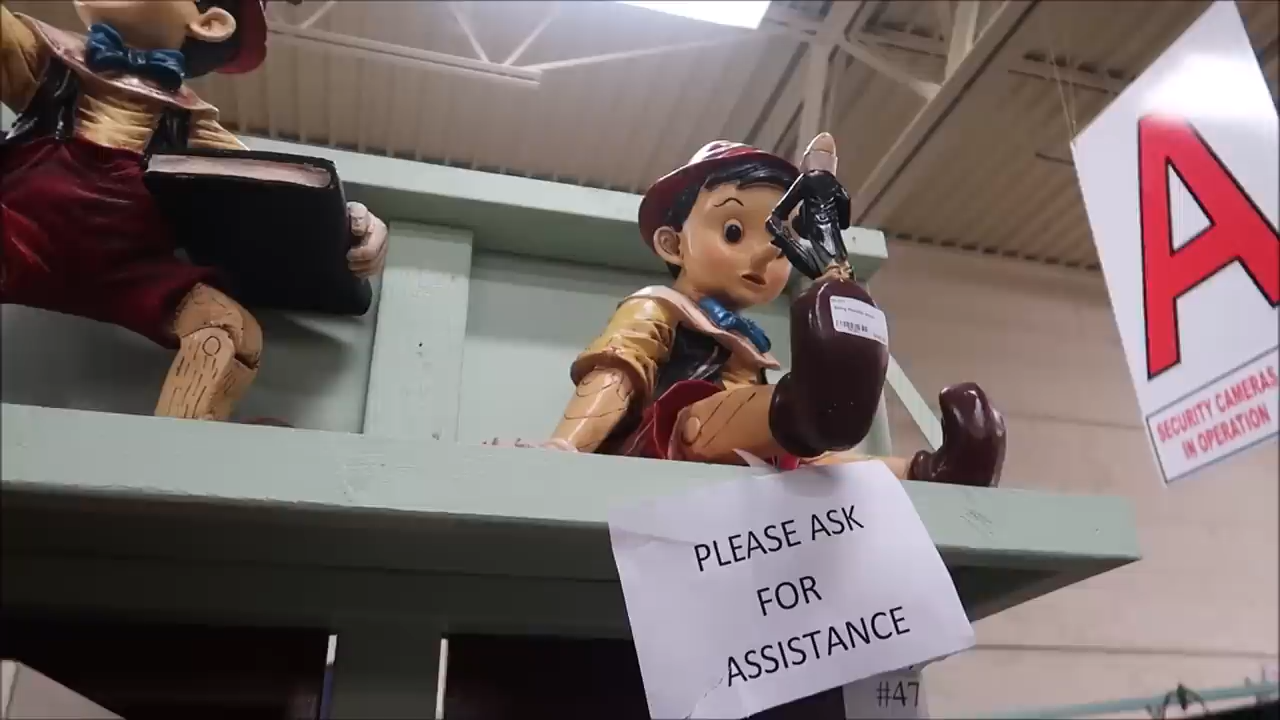 A
SECURITY CAMERAS
IN OPERATION
PLEASE ASK
FOR
ASSISTANCE
#47